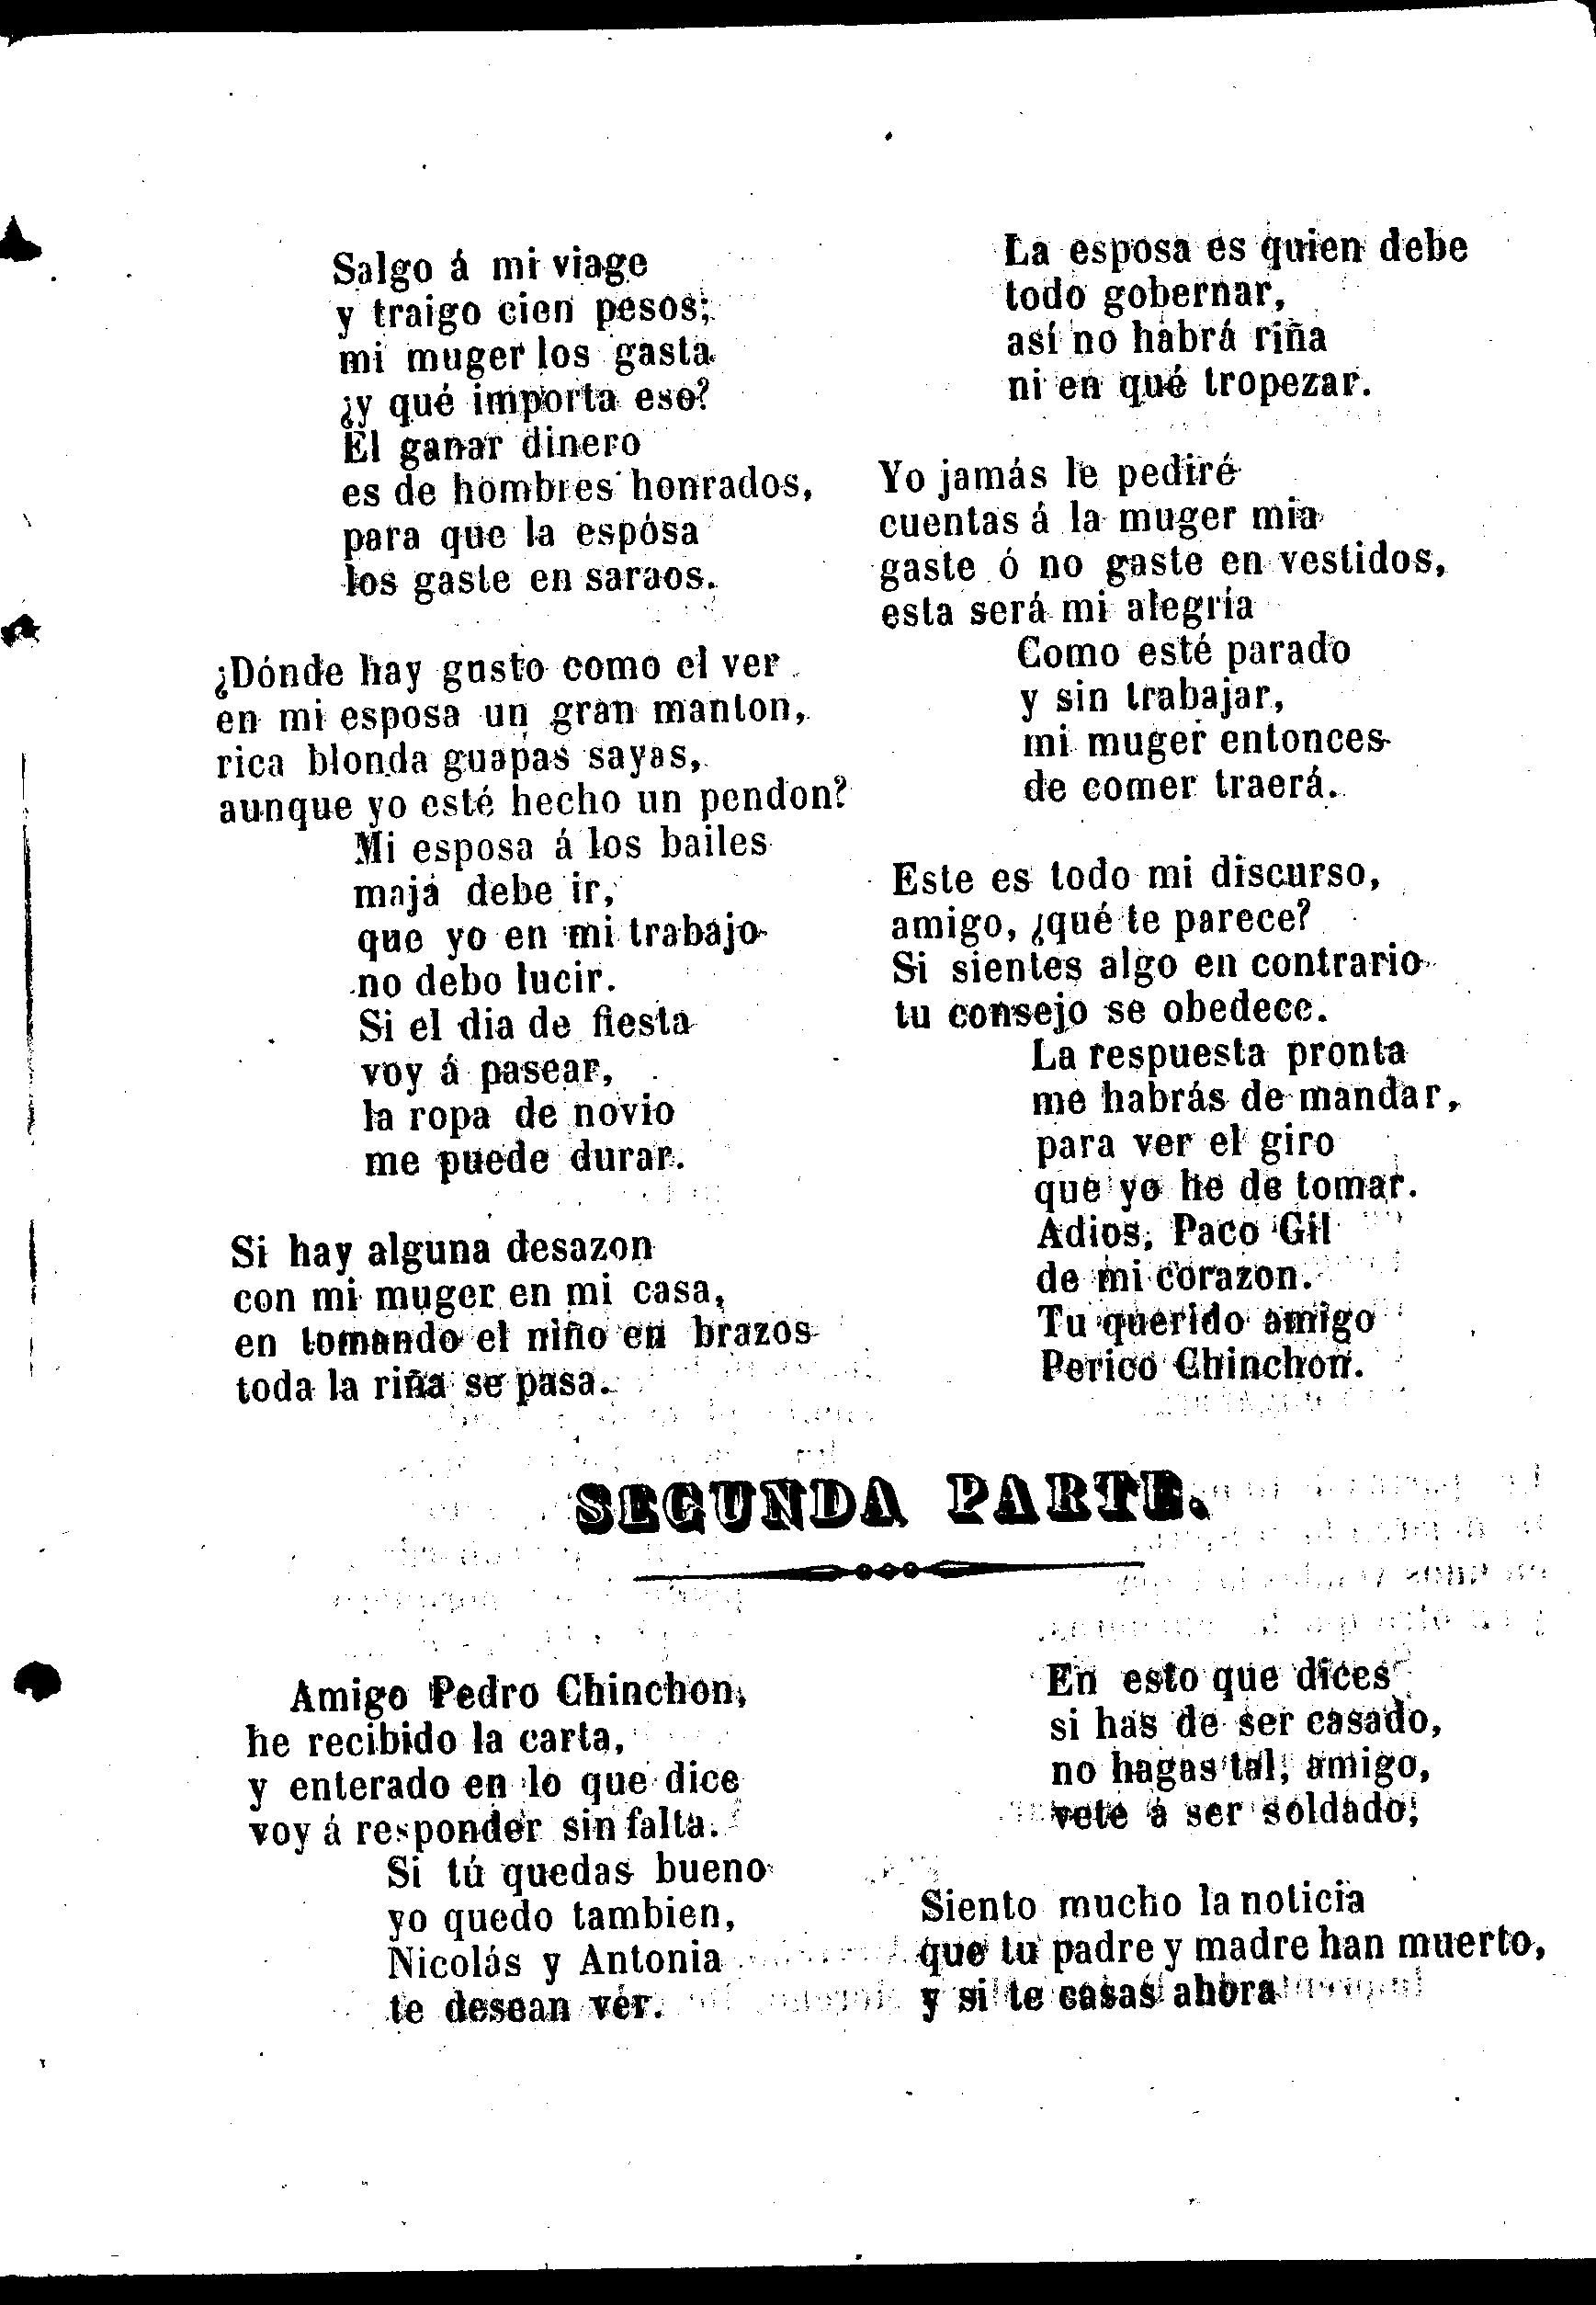 Salgo á mi viage
y traigo cien pesos;
mi muger los gasta
¿y qué importa eso?
El ganar dinero
es de hombres honrados,
para que la esposa
los gaste en saraos.
¿Dónde hay gusto como el ver
en mi esposa un gran manton,
rica blonda guapas sayas,
aunque yo esté hecho un pendon?
Mi esposa á los bailes
maja debe ir,
que yo en mi trabajo
no debo lucir.
Si el dia de fiesta
voy á pasear,
la ropa de novio
me puede durar.
Si hay alguna desazon
con mi muger en mi casa,
en tomando el niño en brazos
toda la riña se pasa.
La esposa es quien debe
todo gobernar,
así no habrá riña
ni en qué tropezar.
Yo jamás le pediré
cuentas á la muger mia
gaste ó no gaste en vestidos,
esta será mi alegría
Como esté parado
y sin trabajar,
mi muger entonces
de comer traerá.
Este es todo mi discurso,
amigo, ¿qué te parece?
Si sientes algo en contrario
tu consejo se obedece.
La respuesta pronta
me habrás de mandar,
para ver el giro
que yo he de tomar.
Adios, Paco Gil
de mi corazon.
Tu querido amigo
Perico Chinchon.
SEGUNDA PARTE.
Amigo Pedro Chinchon,
he recibido la carta,
y enterado en lo que dice
voy á responder sin falta.
Si tú quedas bueno
yo quedo tambien,
Nicolás y Antonia
te desean ver.
En esto que dices
si has de ser casado,
no hagas tal, amigo,
vete á ser soldado;
Siento mucho la noticia
que tu padre y madre han muerto,
y si te casas ahora